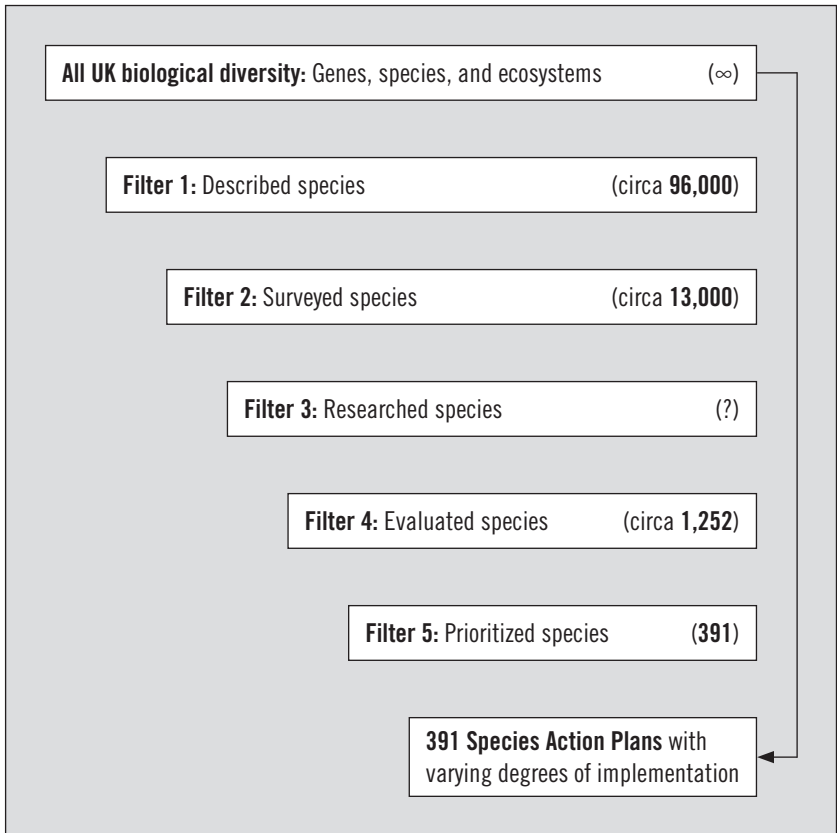 All UK biological diversity: Genes, species, and ecosystems (∞)
Filter 1: Described species (circa 96,000)
Filter 2: Surveyed species (circa 13,000)
Filter 3: Researched species (?)
Filter 4: Evaluated species (circa 1,252)
Filter 5: Prioritized species (391)
391 Species Action Plans with
varying degrees of implementation